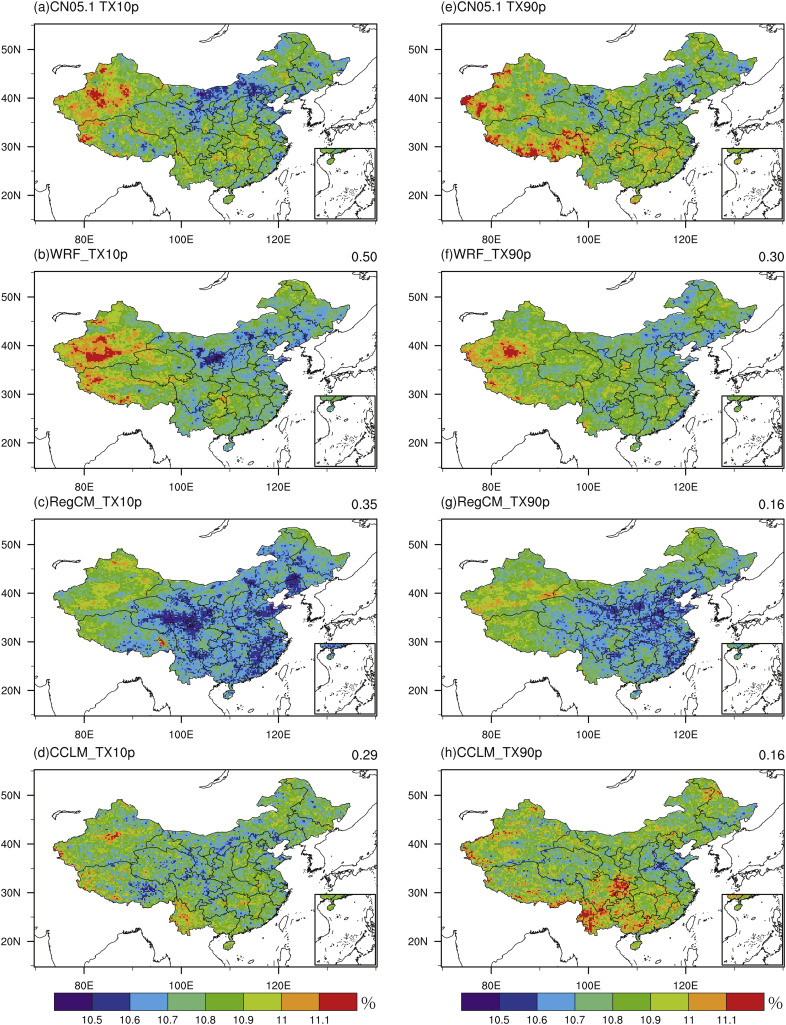 (a)CN05.1 TX10p
(e)CN05.1 TX90p
50N
40N
30N
20N
80E 100E 120E
50N
40N
30N
20N
80E 100E 120E
(b)WRF_TX10p 0.50
(f)WRF_TX90p 0.30
50N
40N
30N
20N
80E 100E 120E
50N
40N
30N
20N
80E 100E 120E
(c)RegCM_TX10p 0.35
(g)RegCM_TX90p 0.16
50N
40N
30N
20N
80E 100E 120E
50N
40N
30N
20N
80E 100E 120E
(d)CCLM_TX10p 0.29
(h)CCLM_TX90p 0.16
50N
40N
30N
20N
80E 100E 120E
50N
40N
30N
20N
80E 100E 120E
%
10.5 10.6 10.7 10.8 10.9 11 11.1
%
10.5 10.6 10.7 10.8 10.9 11 11.1